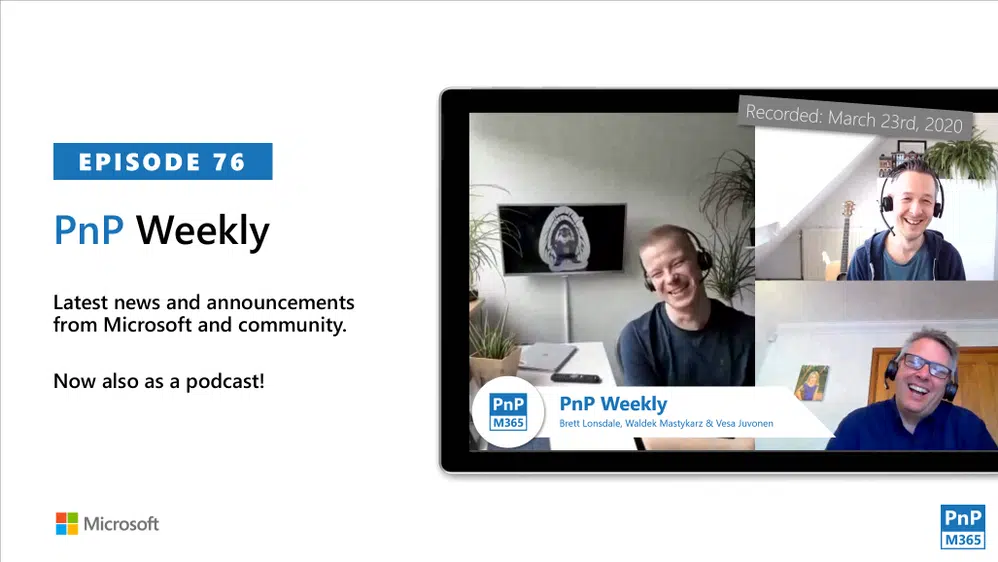 EPISODE 76
PnP Weekly
Latest news and announcements
from Microsoft and community.
Now also as a podcast!
Recorded: March 23rd, 2020
PnP
M365
PnP Weekly
Brett Lonsdale, Waldek Mastykarz & Vesa Juvonen
Microsoft
PnP
M365